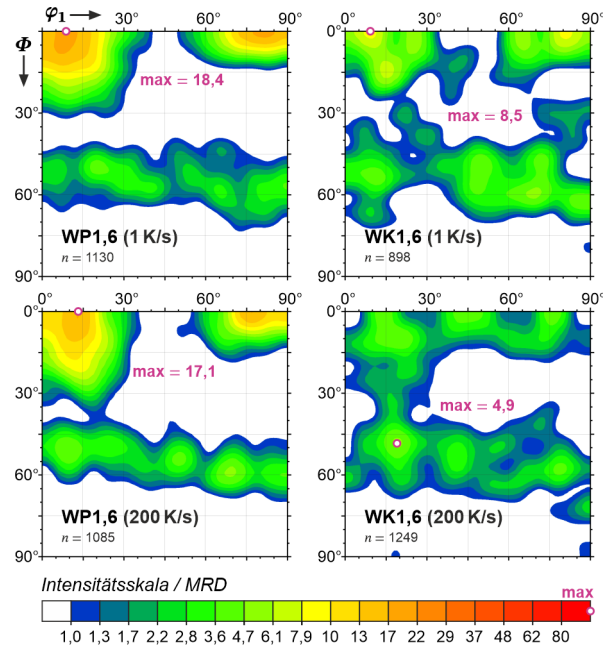 φ₁ 30° 60° 90° 0° 30° 60° 90°
0°
Φ
max = 18,4
30°
max = 8,5
60°
WP1,6 (1 K/s) WK1,6 (1 K/s)
n = 1130 n = 898
90° 90°
0° 30° 60° 90° 0° 30° 60° 90°
0° 0°
30° max = 17,1 30°
max = 4,9
60° 60°
WP1,6 (200 K/s) WK1,6 (200 K/s)
n = 1085 n = 1249
90° 90°
Intensitätsskala / MRD max
1,0 1,3 1,7 2,2 2,8 3,6 4,7 6,1 7,9 10 13 17 22 29 37 48 62 80